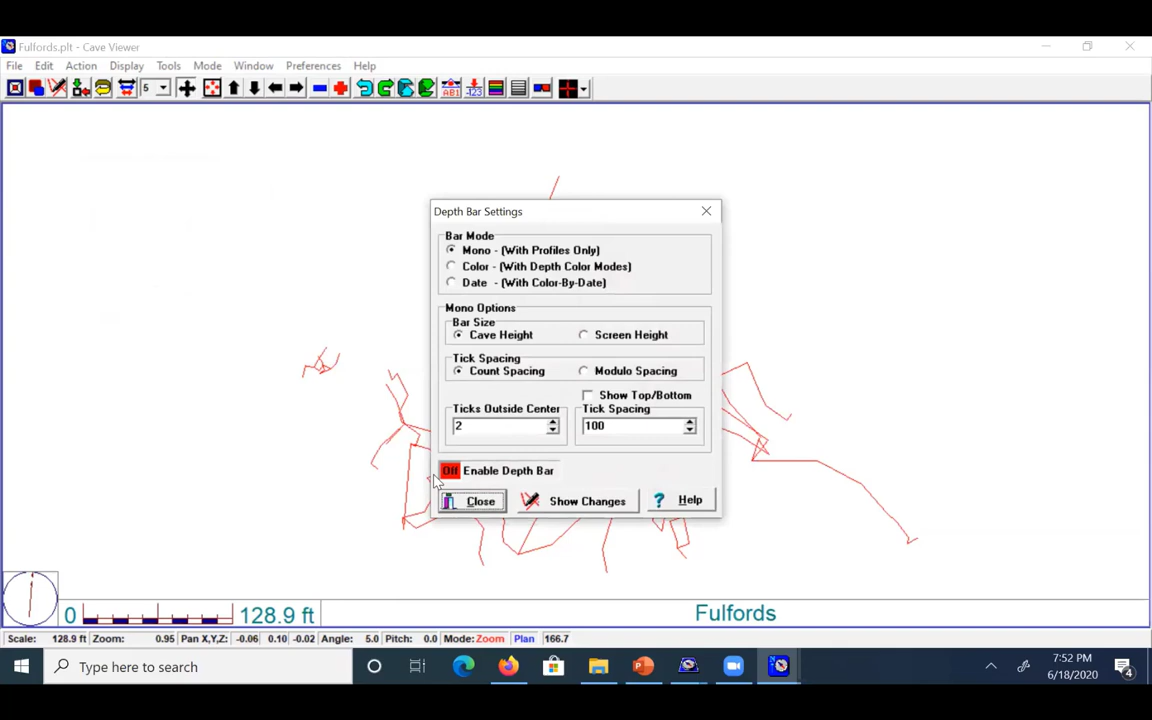 Fulfords.plt - Cave Viewer
File Edit Action Display Tools Mode Window Preferences Help
5
Depth Bar Settings
Bar Mode
Mono - (With Profiles Only)
Color - (With Depth Color Modes)
Date - (With Color-By-Date)
Mono Options
Bar Size
Cave Height Screen Height
Tick Spacing
Count Spacing Modulo Spacing
Show Top/Bottom
Ticks Outside Center Tick Spacing
2 100
Off Enable Depth Bar
Close Show Changes ? Help
0 128.9 ft Fulfords
Scale: 128.9 ft Zoom: 0.95 Pan X,Y,Z: -0.06 0.10 -0.02 Angle: 5.0 Pitch: 0.0 Mode: Zoom Plan 166.7
Type here to search
7:52 PM
6/18/2020
4